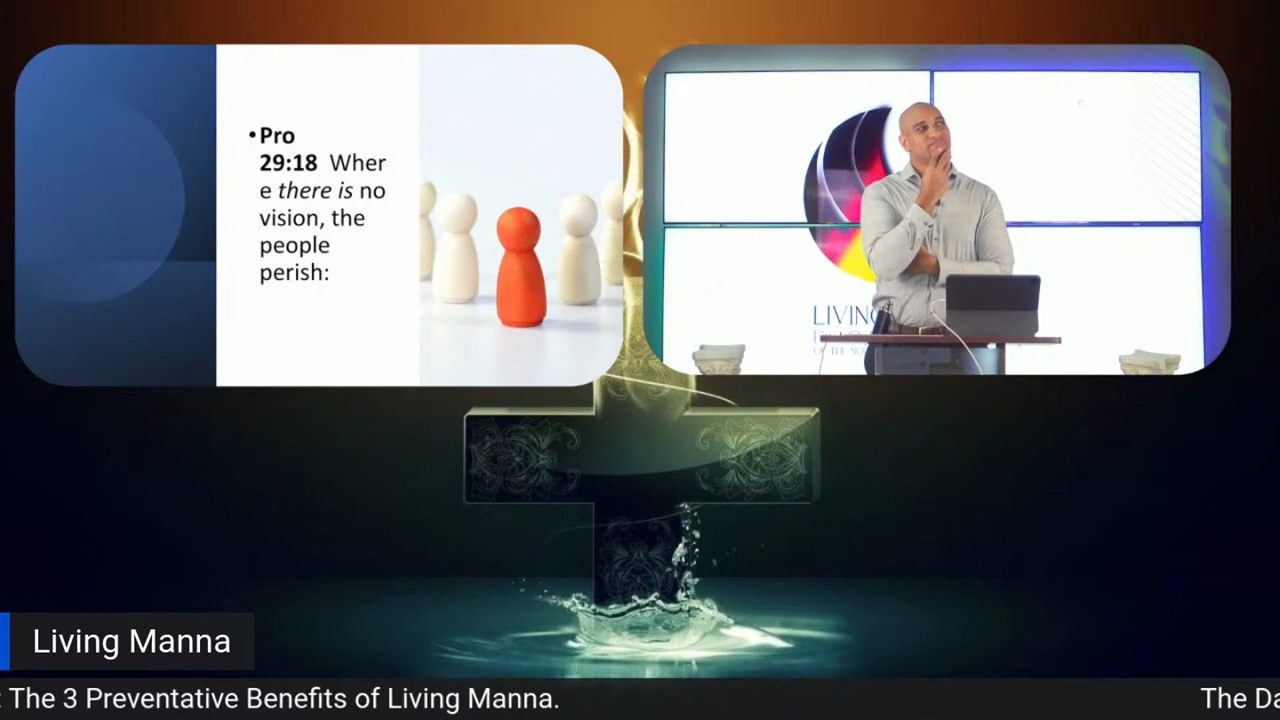 •Pro
29:18 Wher
e there is no
vision, the
people
perish:
LIVING
Living Manna
: The 3 Preventative Benefits of Living Manna.
The Da